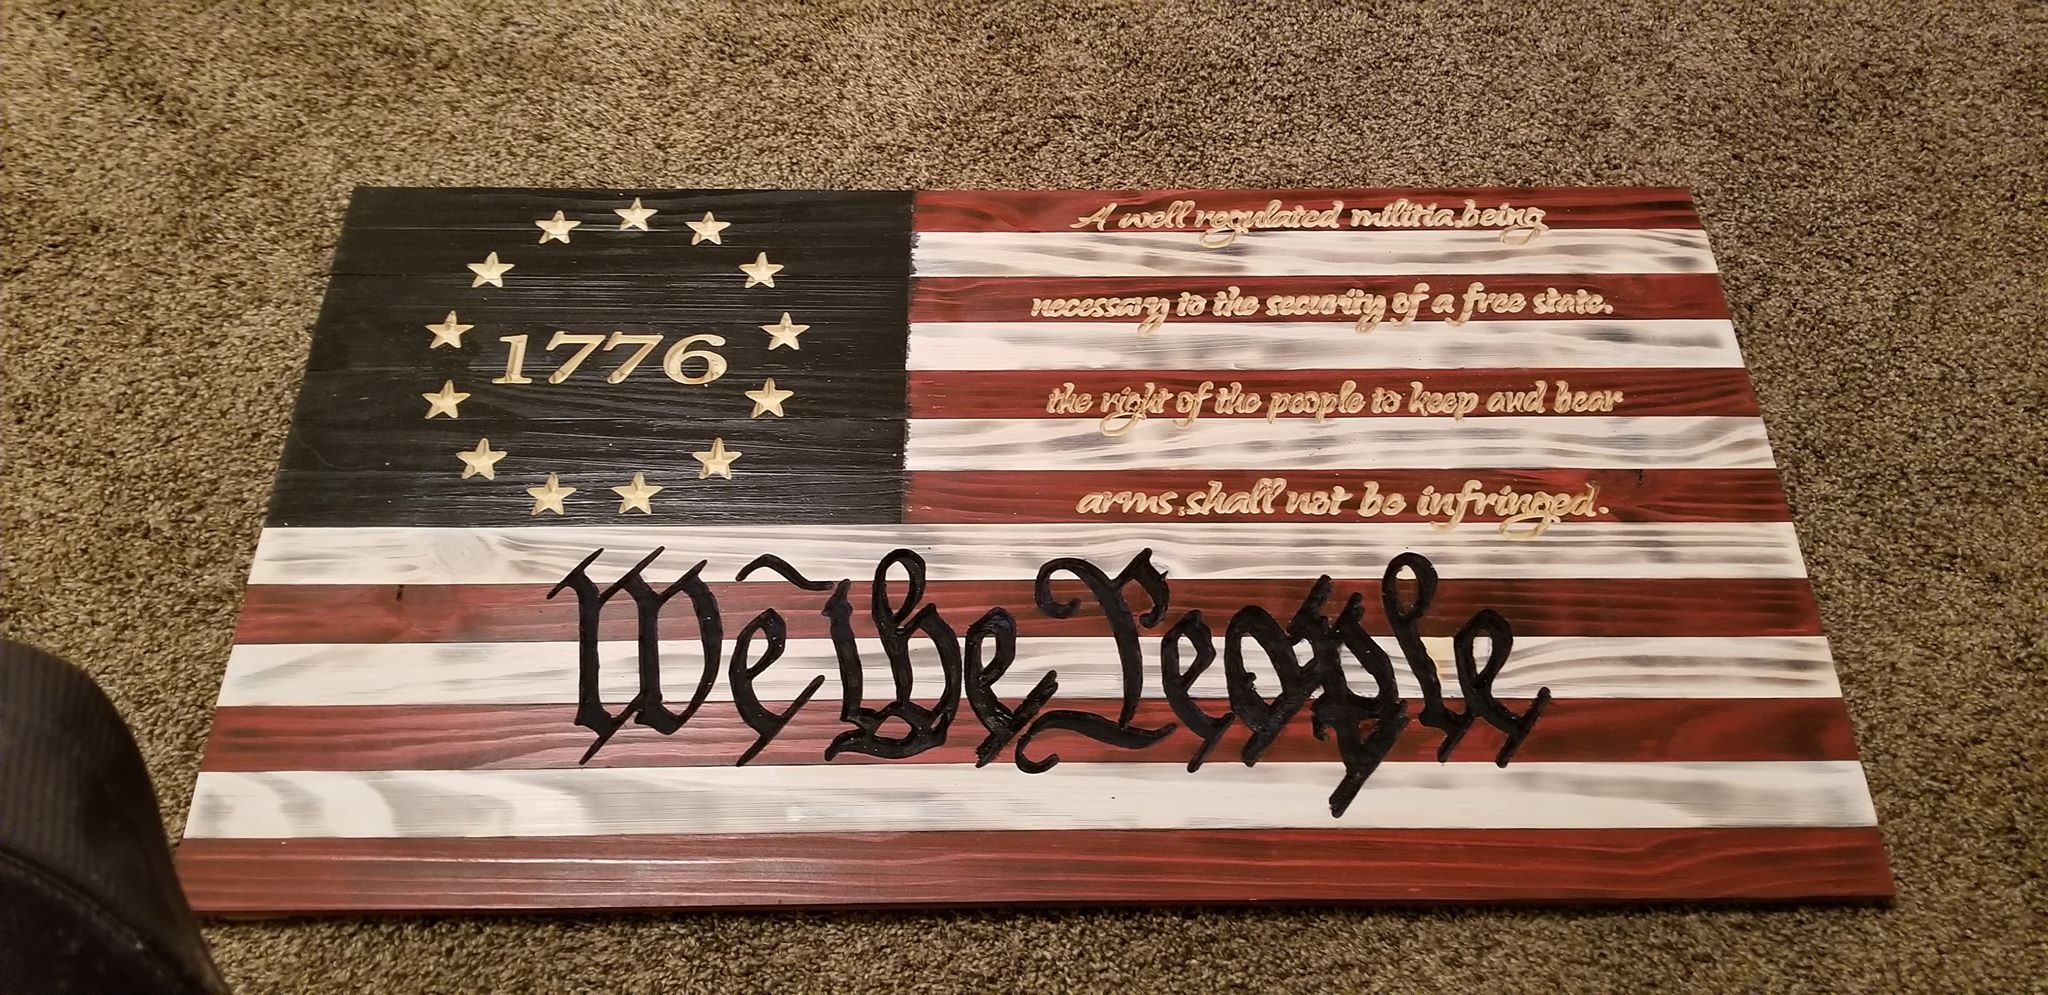 1776
A well regulated militia,being
necessary to the security of a free state,
the right of the people to keep and bear
arms,shall not be infringed.
We the People